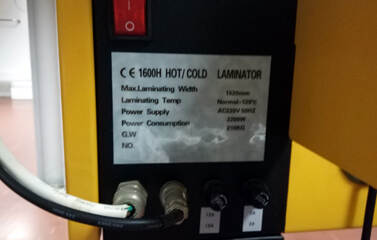 CE 1600H HOT/COLD LAMINATOR
Max.Laminating Width 1520mm
Laminating Temp Normal-120℃
Power Supply AC220V 50HZ
Power Consumption 2200W
G.W 210KG
NO.